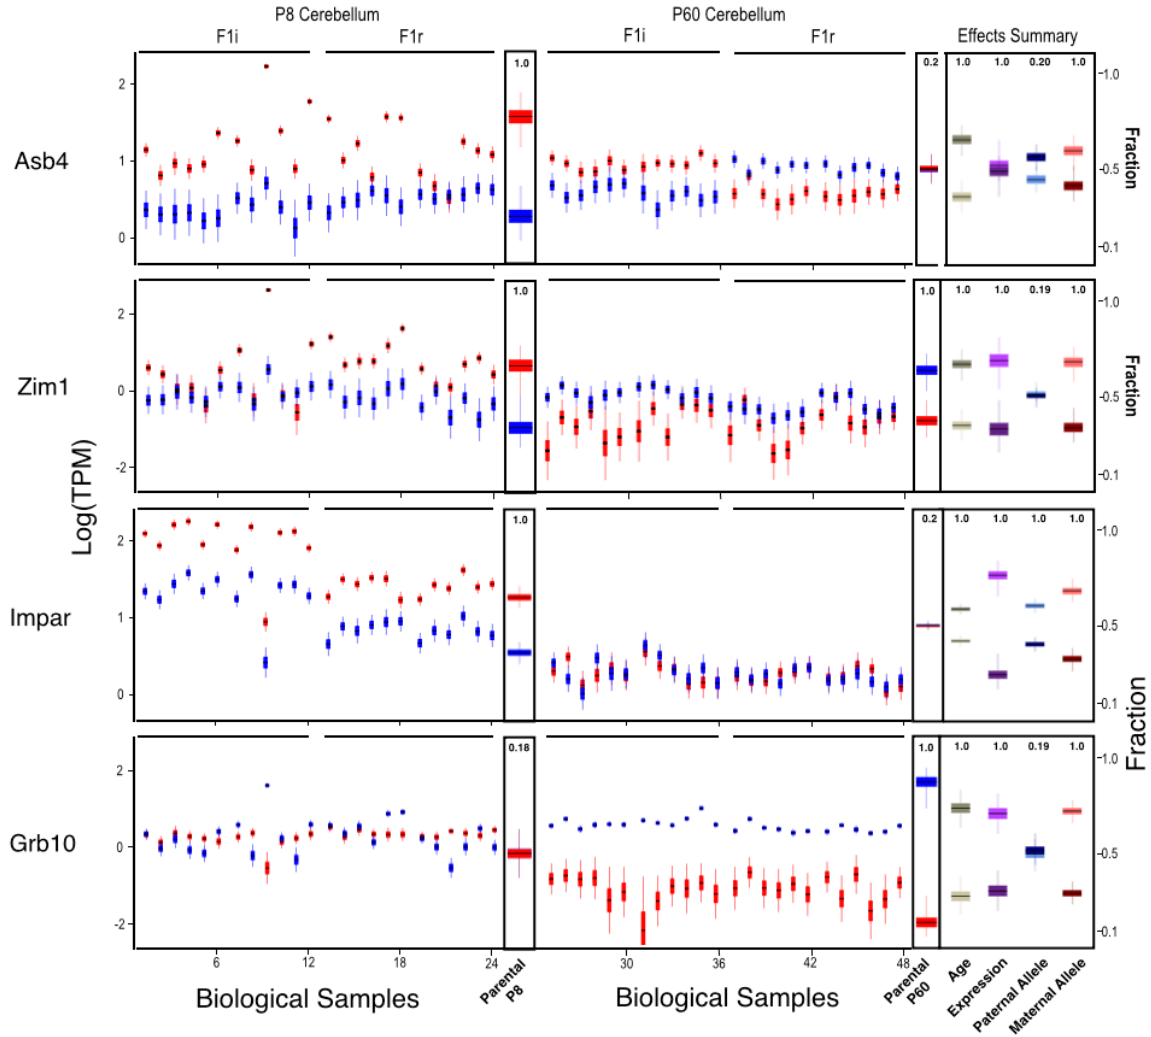 P8 Cerebellum
P60 Cerebellum
F1i
F1r
F1i
F1r
Effects Summary
Asb4
2
1
0
1.0
0.2
1.0
1.0
0.20
1.0
1.0
0.5
0.1
Fraction
Zim1
2
0
-2
1.0
1.0
1.0
1.0
0.19
1.0
1.0
0.5
0.1
Fraction
Log(TPM)
Impar
2
1
0
1.0
0.2
1.0
1.0
1.0
1.0
1.0
0.5
0.1
Fraction
Grb10
2
0
-2
0.18
1.0
1.0
1.0
0.19
1.0
1.0
0.5
0.1
6
12
18
24
30
36
42
48
Biological Samples
Parental
P8
Biological Samples
Parental
P60
Age
Expression
Paternal Allele
Maternal Allele